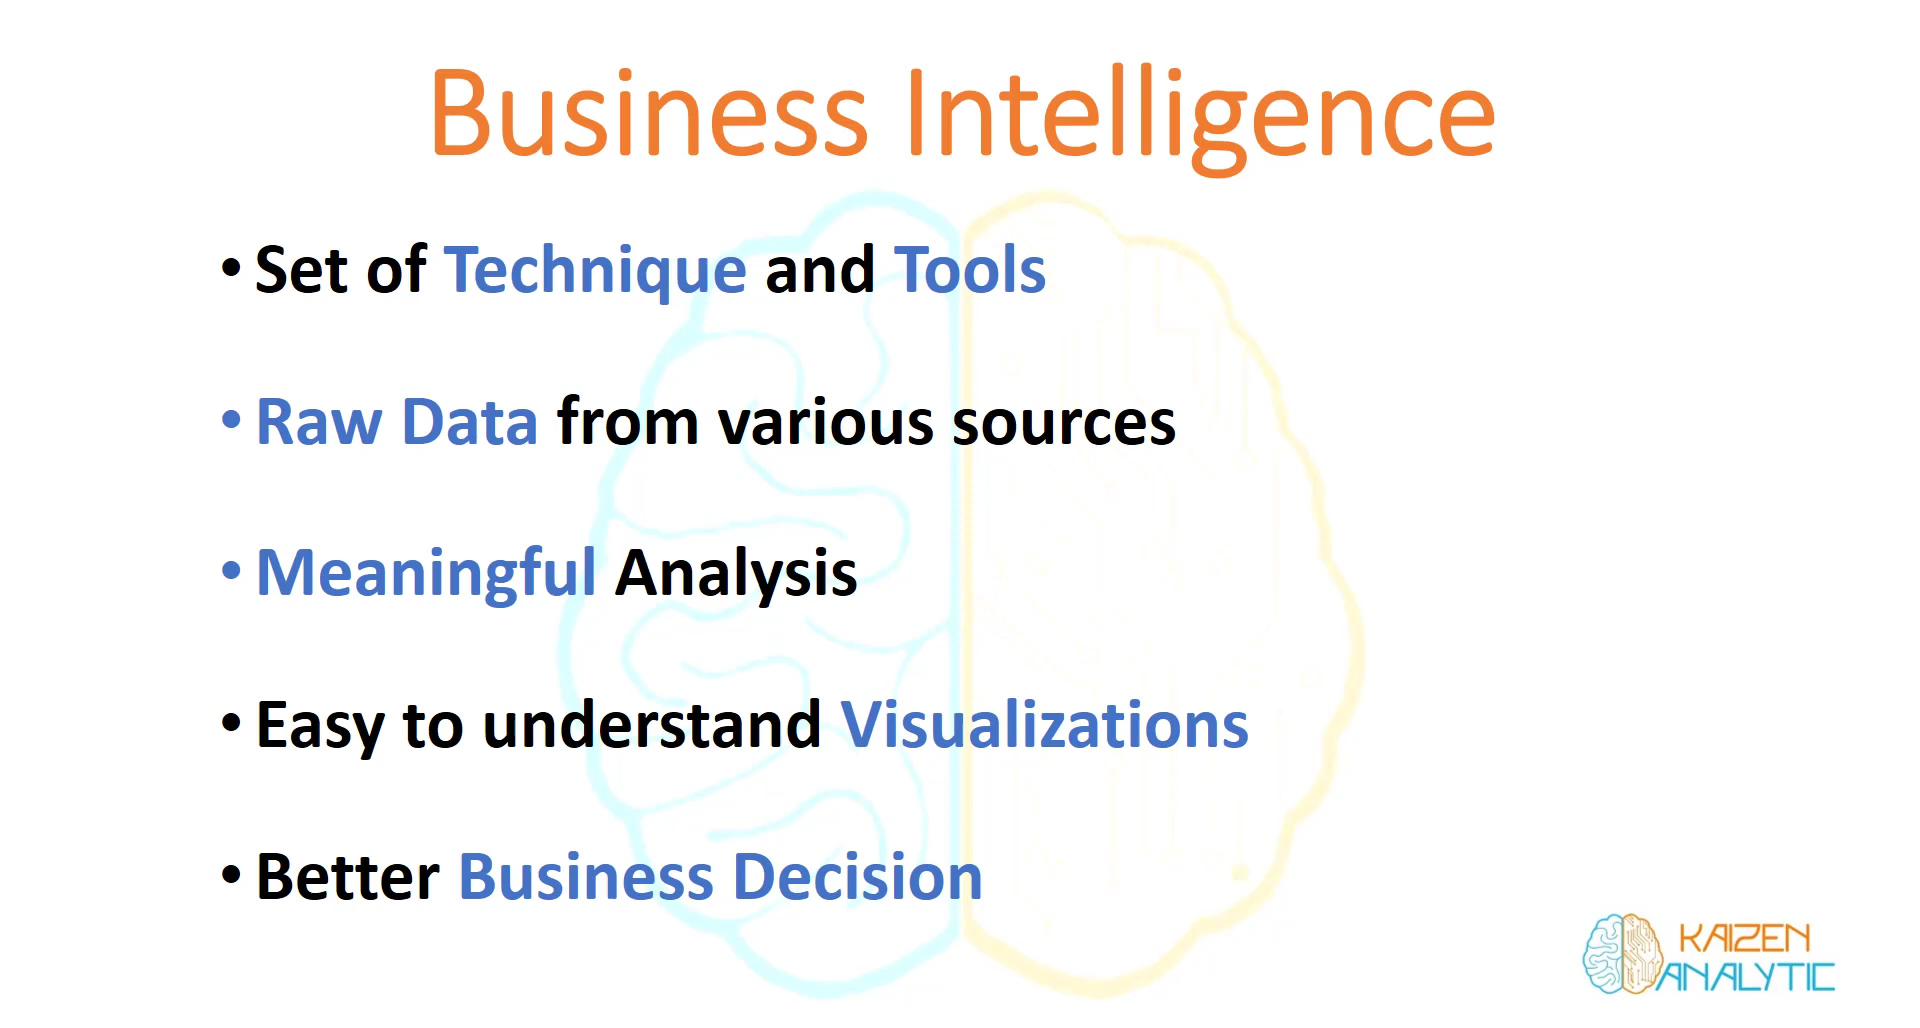 Business Intelligence
• Set of Technique and Tools
• Raw Data from various sources
• Meaningful Analysis
• Easy to understand Visualizations
• Better Business Decision
KAIZEN
ANALYTIC